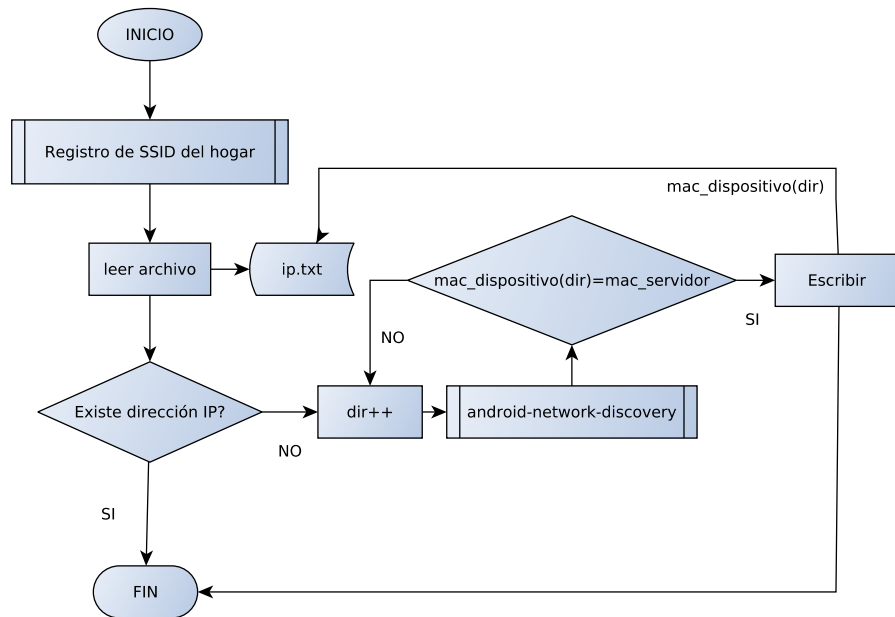 INICIO
Registro de SSID del hogar
mac_dispositivo(dir)
leer archivo
ip.txt
mac_dispositivo(dir)=mac_servidor
Escribir
SI
NO
Existe dirección IP?
dir++
android-network-discovery
NO
SI
FIN